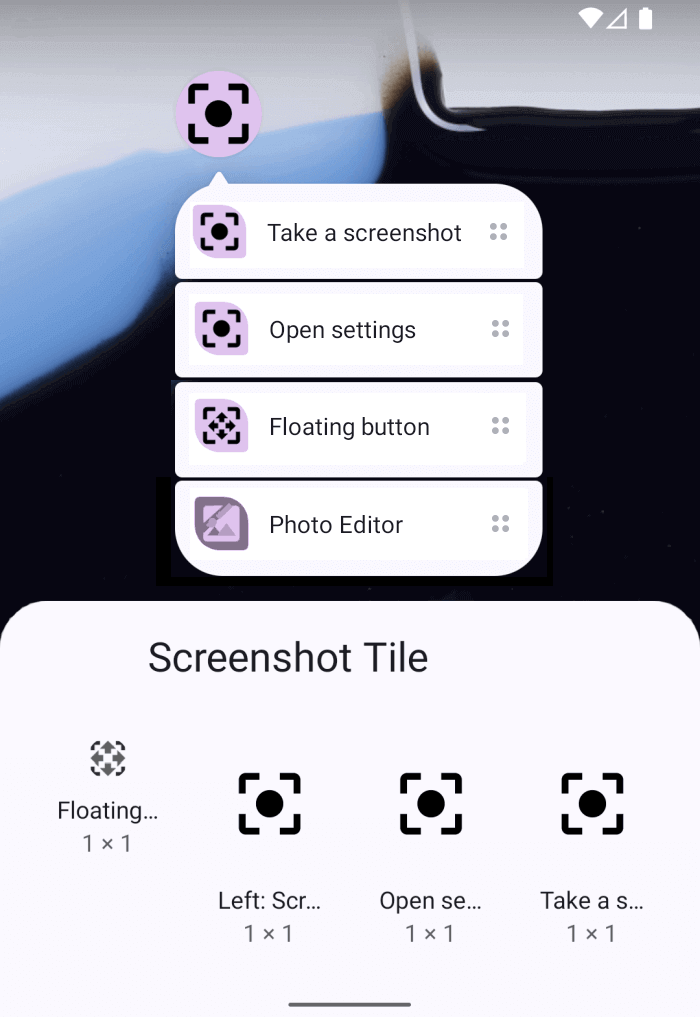 Take a screenshot
Open settings
Floating button
Photo Editor
Screenshot Tile
Floating…
1 × 1
Left: Scr…
1 × 1
Open se…
1 × 1
Take a s…
1 × 1